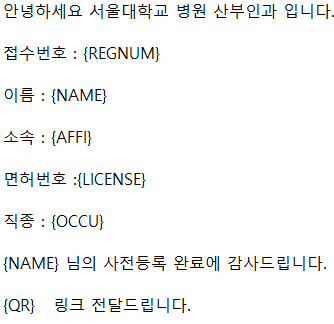 안녕하세요 서울대학교 병원 산부인과 입니다.
접수번호 : {REGNUM}
이름 : {NAME}
소속 : {AFFI}
면허번호 :{LICENSE}
직종 : {OCCU}
{NAME} 님의 사전등록 완료에 감사드립니다.
{QR} 링크 전달드립니다.